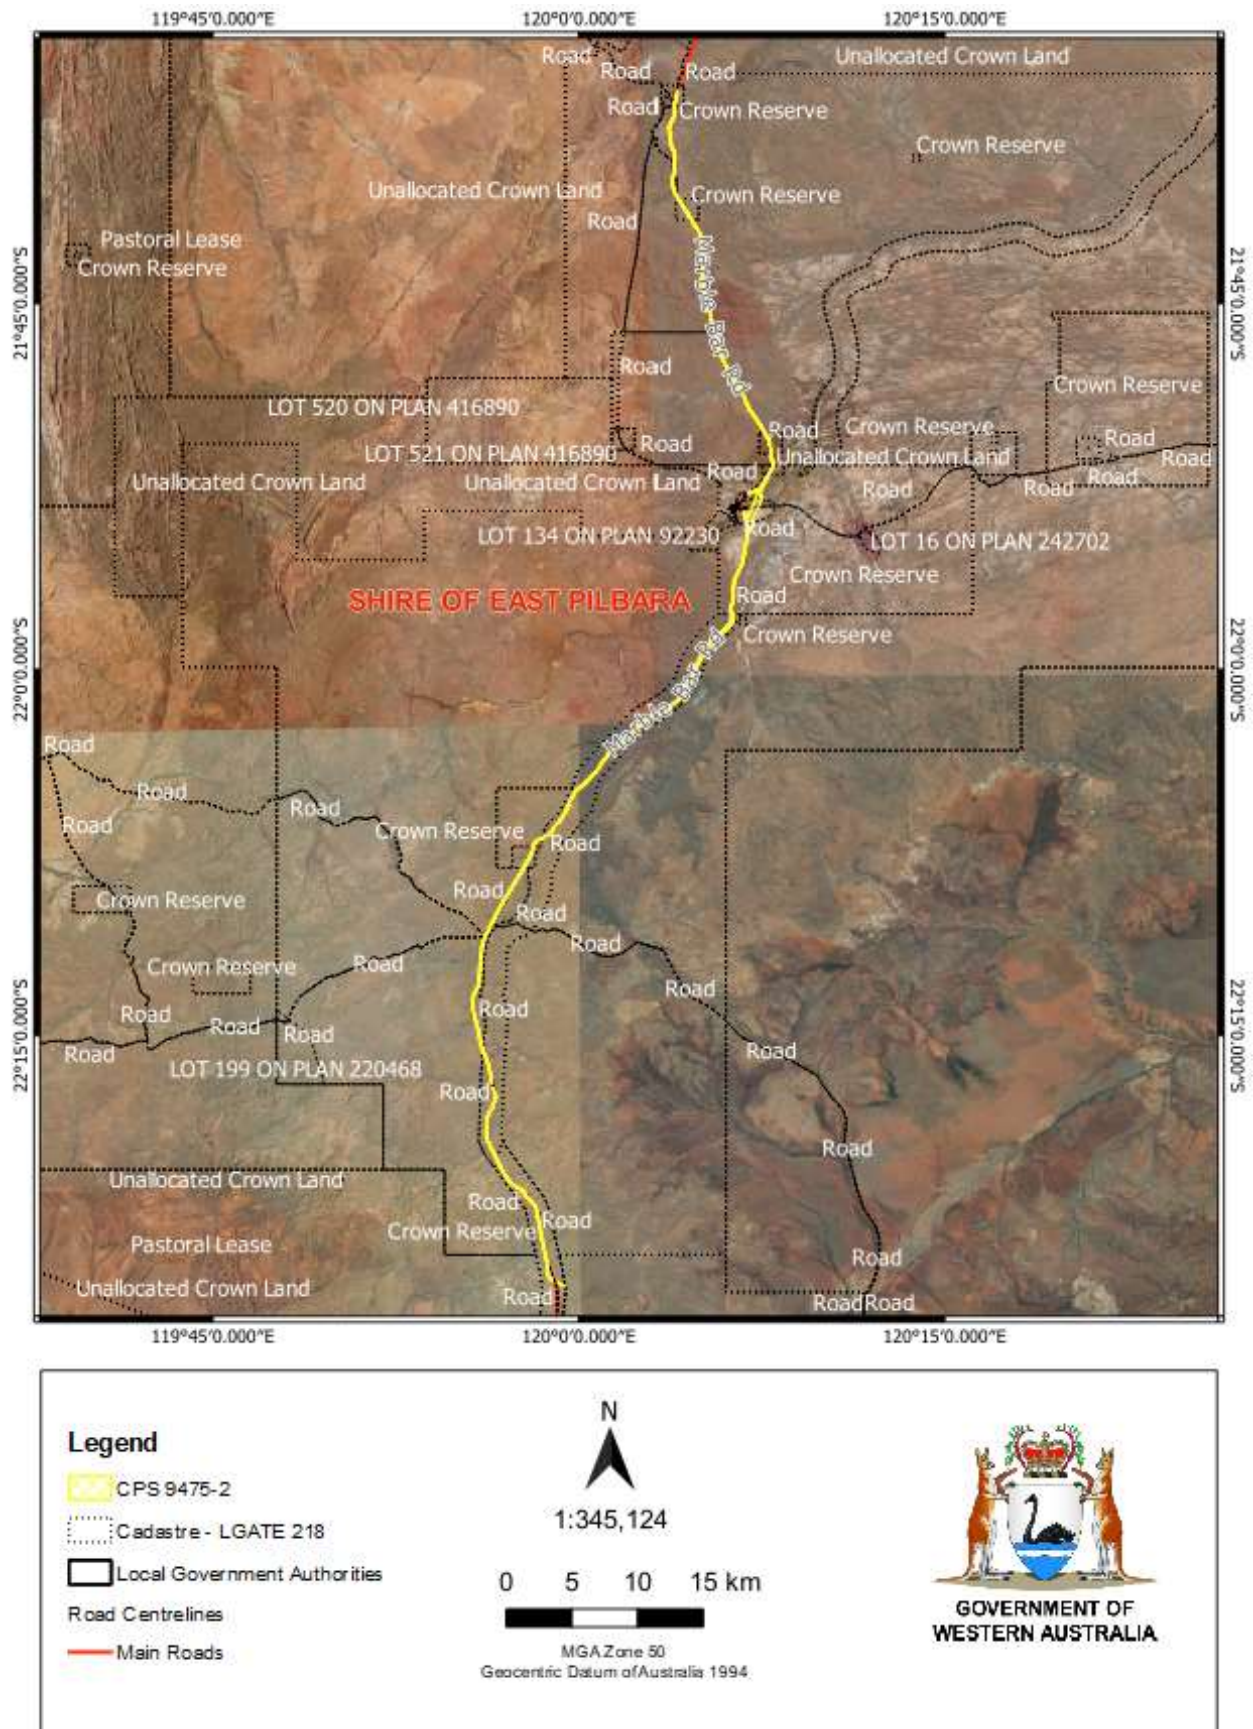 119°45'0.000"E 120°0'0.000"E 120°15'0.000"E
Road
Unallocated Crown Land
Road
Road
Road
Crown Reserve
Crown Reserve
Unallocated Crown Land
Crown Reserve
Road
Pastoral Lease
Crown Reserve
Marble Bar Rd
21°45'0.000"S
21°45'0.000"S
Road
Crown Reserve
LOT 520 ON PLAN 416890
Road
Crown Reserve
Road
Road
LOT 521 ON PLAN 416890
Unallocated Crown Land
Road
Road
Road
Unallocated Crown Land
Unallocated Crown Land
Road
Road
LOT 134 ON PLAN 92230
Road
LOT 16 ON PLAN 242702
Crown Reserve
SHIRE OF EAST PILBARA
Road
Crown Reserve
22°0'0.000"S
22°0'0.000"S
Marble Bar Rd
Road
Road
Road
Road
Crown Reserve
Road
Road
Crown Reserve
Road
Road
Crown Reserve
Road
Road
Road
Road
Road
Road
Road
22°15'0.000"S
22°15'0.000"S
Road
Road
LOT 199 ON PLAN 220468
Road
Road
Unallocated Crown Land
Road
Road
Crown Reserve
Pastoral Lease
Road
Unallocated Crown Land
Road
RoadRoad
119°45'0.000"E 120°0'0.000"E 120°15'0.000"E
Legend
CPS 9475-2
Cadastre - LGATE 218
Local Government Authorities
Road Centrelines
Main Roads
N
1:345,124
0 5 10 15 km
MGA Zone 50
Geocentric Datum of Australia 1994
GOVERNMENT OF
WESTERN AUSTRALIA